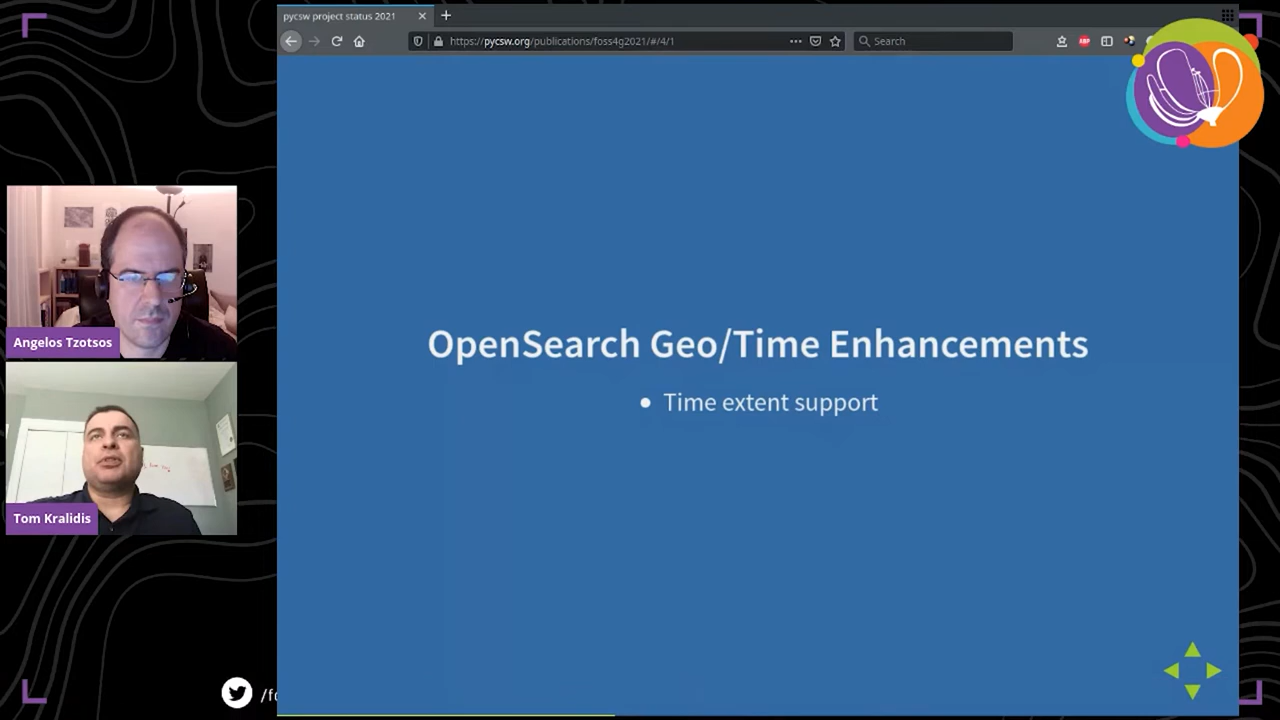 pycsw project status 2021
https://pycsw.org/publications/foss4g2021/#/4/1
Search
ABP
OpenSearch Geo/Time Enhancements
Time extent support
Angelos Tzotsos
Tom Kralidis
/fo